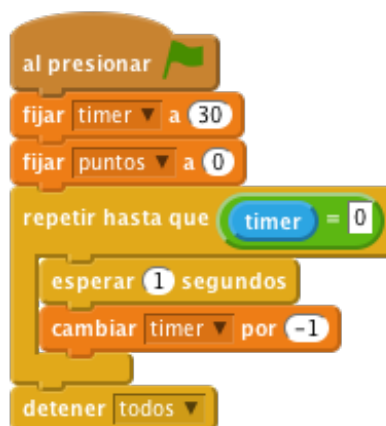 al presionar
fijar timer a 30
fijar puntos a 0
repetir hasta que timer = 0
esperar 1 segundos
cambiar timer por -1
detener todos